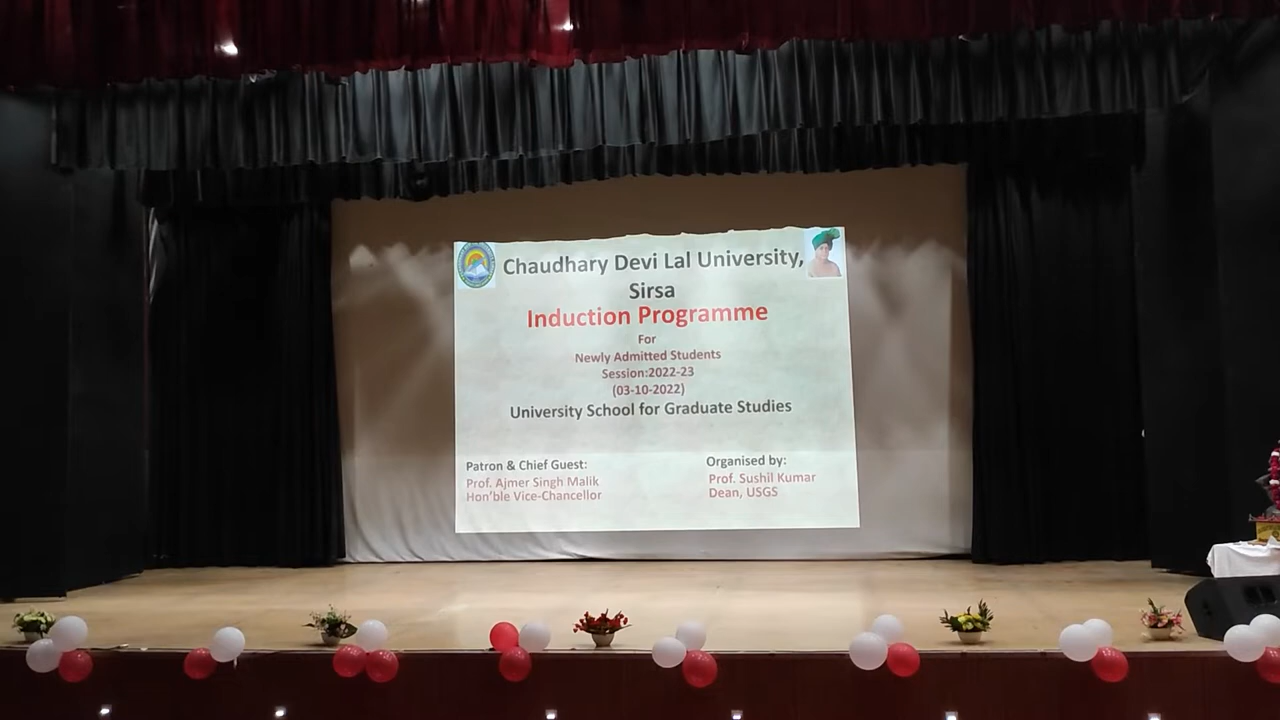 Chaudhary Devi Lal University,
Sirsa
Induction Programme
For
Newly Admitted Students
Session:2022-23
(03-10-2022)
University School for Graduate Studies
Patron & Chief Guest:
Prof. Ajmer Singh Malik
Hon'ble Vice-Chancellor
Organised by:
Prof. Sushil Kumar
Dean, USGS